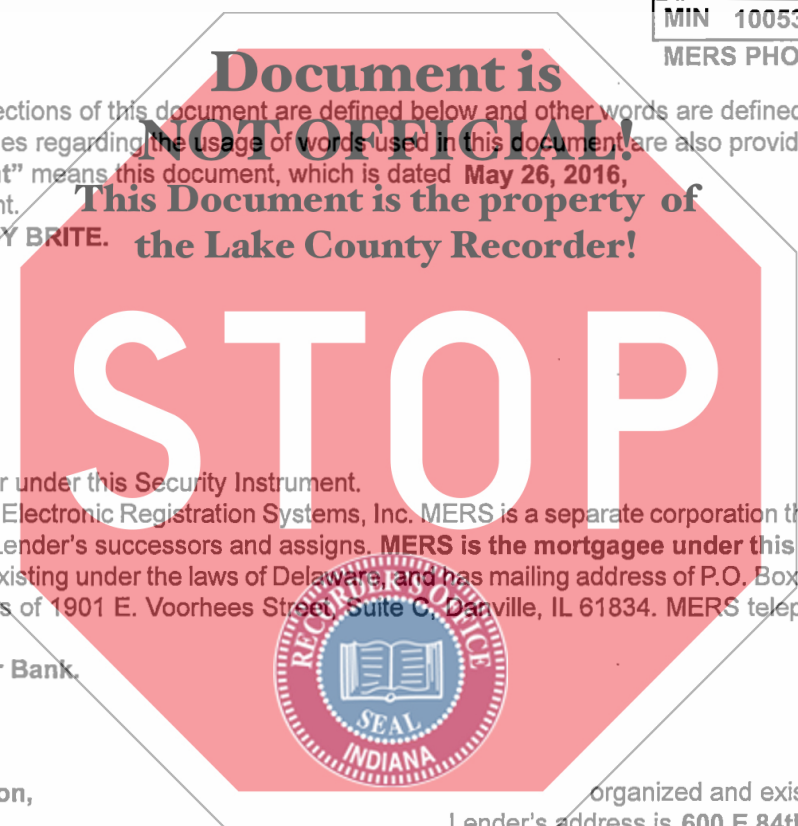 MIN 10053
MERS PHO
Document is
ections of this document are defined below and other words are defined
NOT OFFICIAL!
es regarding the usage of words used in this document are also provid
t” means this document, which is dated May 26, 2016,
This Document is the property of
nt.
Y BRITE.
the Lake County Recorder!
STOP
r under this Security Instrument.
Electronic Registration Systems, Inc. MERS is a separate corporation th
Lender's successors and assigns. MERS is the mortgagee under this
xisting under the laws of Delaware, and has mailing address of P.O. Box
s of 1901 E. Voorhees Street, Suite C, Danville, IL 61834. MERS telep
RECORDER'S OFFICE
r Bank.
SEAL
INDIANA
on,
organized and exis
Lender's address is 600 E 84th